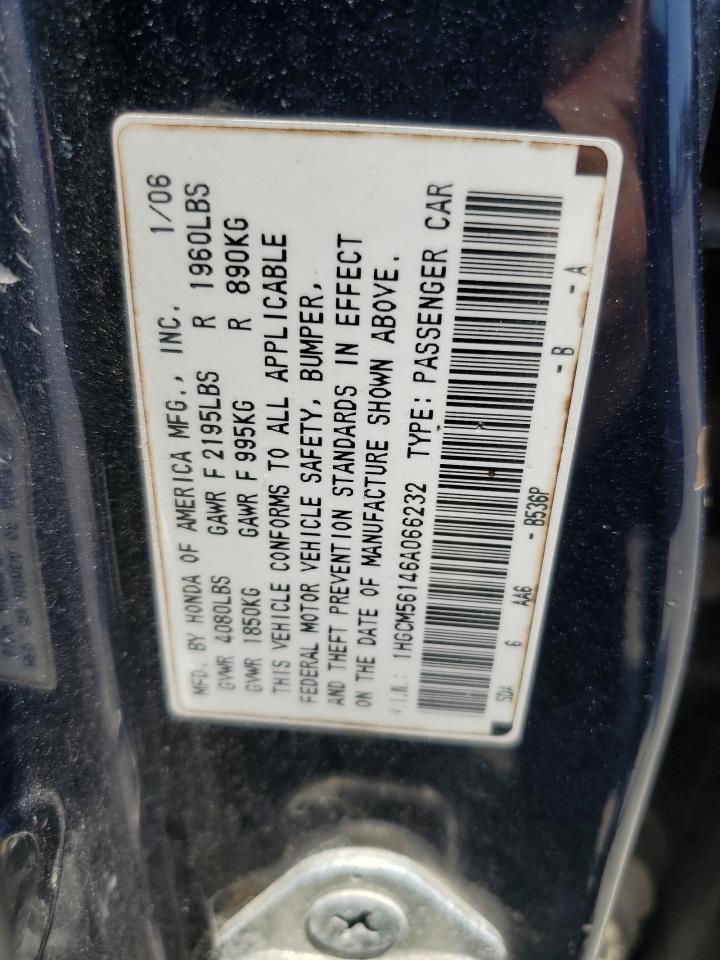 MFD. BY HONDA OF AMERICA MFG., INC. 1/06
GVWR 4080LBS GAWR F 2195LBS R 1960LBS
GVWR 1850KG GAWR F 995KG R 890KG
THIS VEHICLE CONFORMS TO ALL APPLICABLE
FEDERAL MOTOR VEHICLE SAFETY, BUMPER,
AND THEFT PREVENTION STANDARDS IN EFFECT
ON THE DATE OF MANUFACTURE SHOWN ABOVE.
V.I.N.: 1HGCM56146A066232 TYPE: PASSENGER CAR
SDA 6 AA6 - B536P - B - A